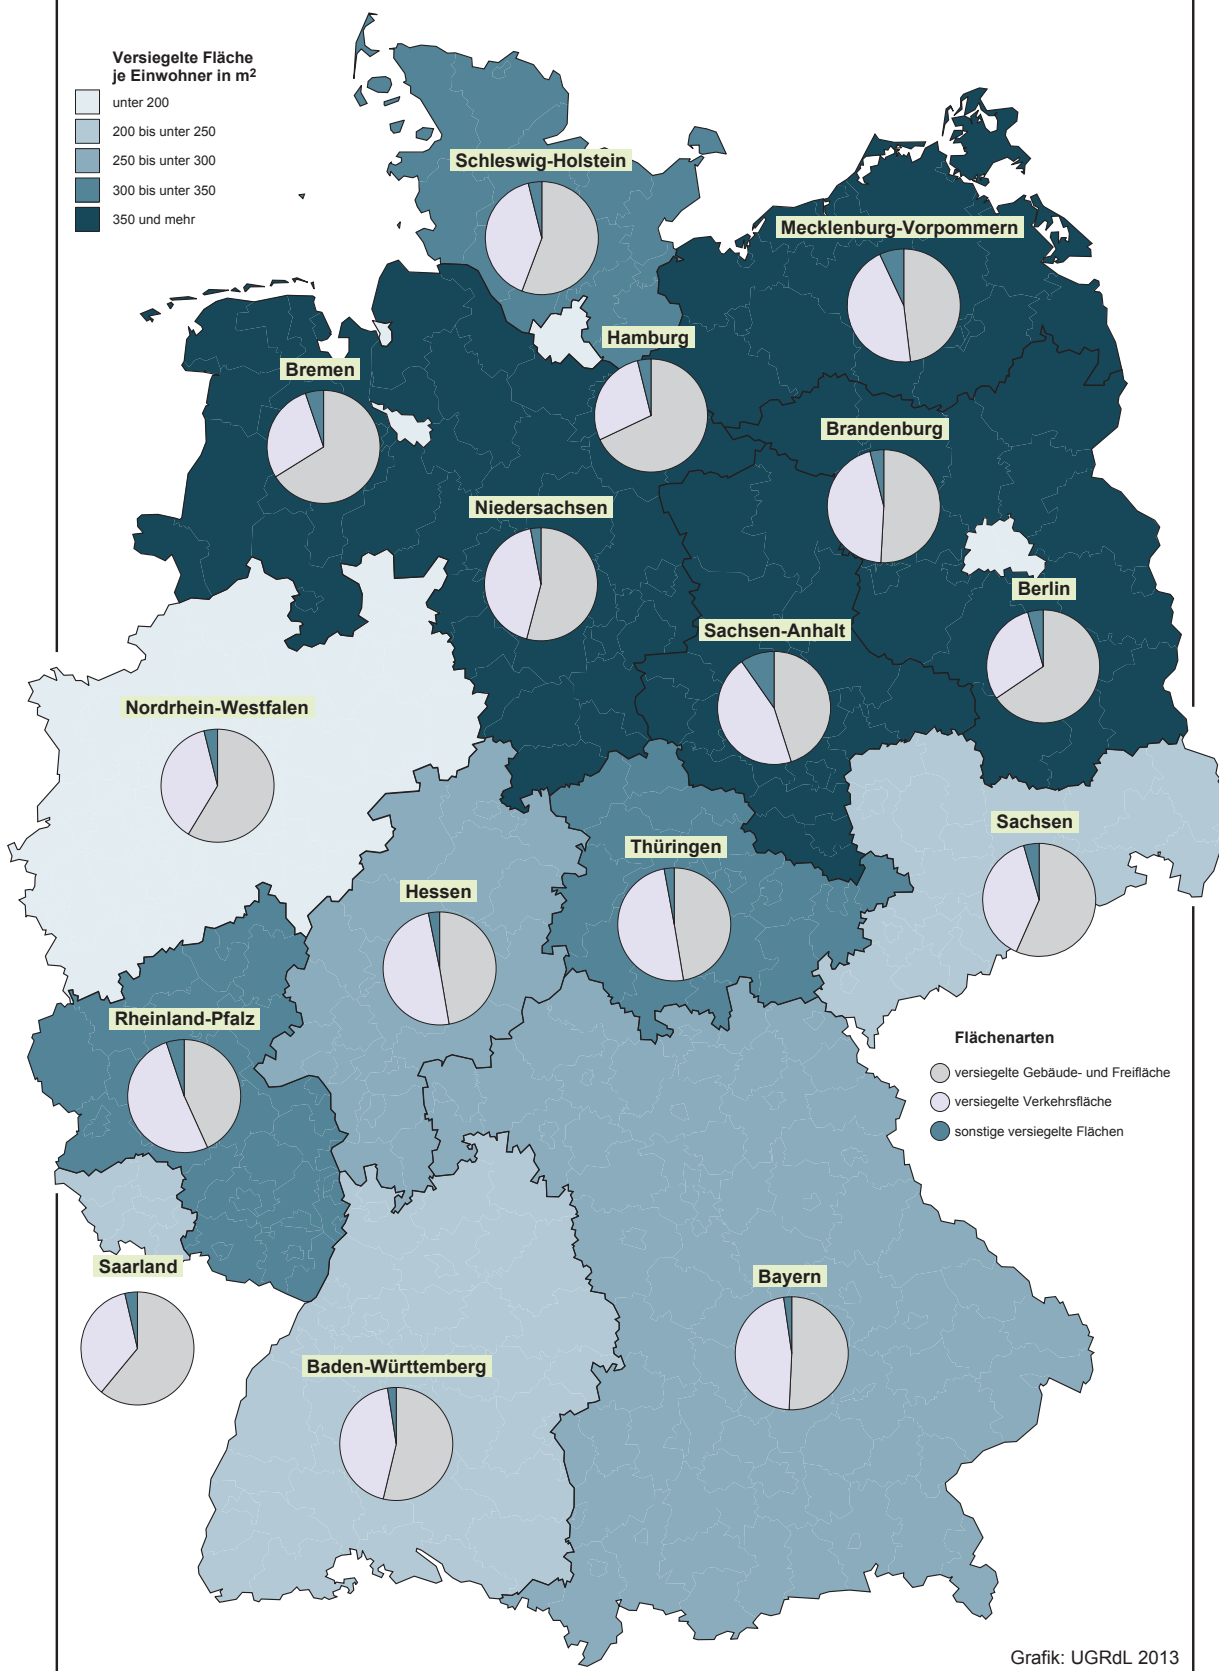 Versiegelte Fläche
je Einwohner in m²
unter 200
200 bis unter 250
250 bis unter 300
300 bis unter 350
350 und mehr
Schleswig-Holstein
Mecklenburg-Vorpommern
Hamburg
Bremen
Brandenburg
Niedersachsen
Berlin
Sachsen-Anhalt
Nordrhein-Westfalen
Sachsen
Thüringen
Hessen
Rheinland-Pfalz
Flächenarten
versiegelte Gebäude- und Freifläche
versiegelte Verkehrsfläche
sonstige versiegelte Flächen
Saarland
Bayern
Baden-Württemberg
Grafik: UGRdL 2013